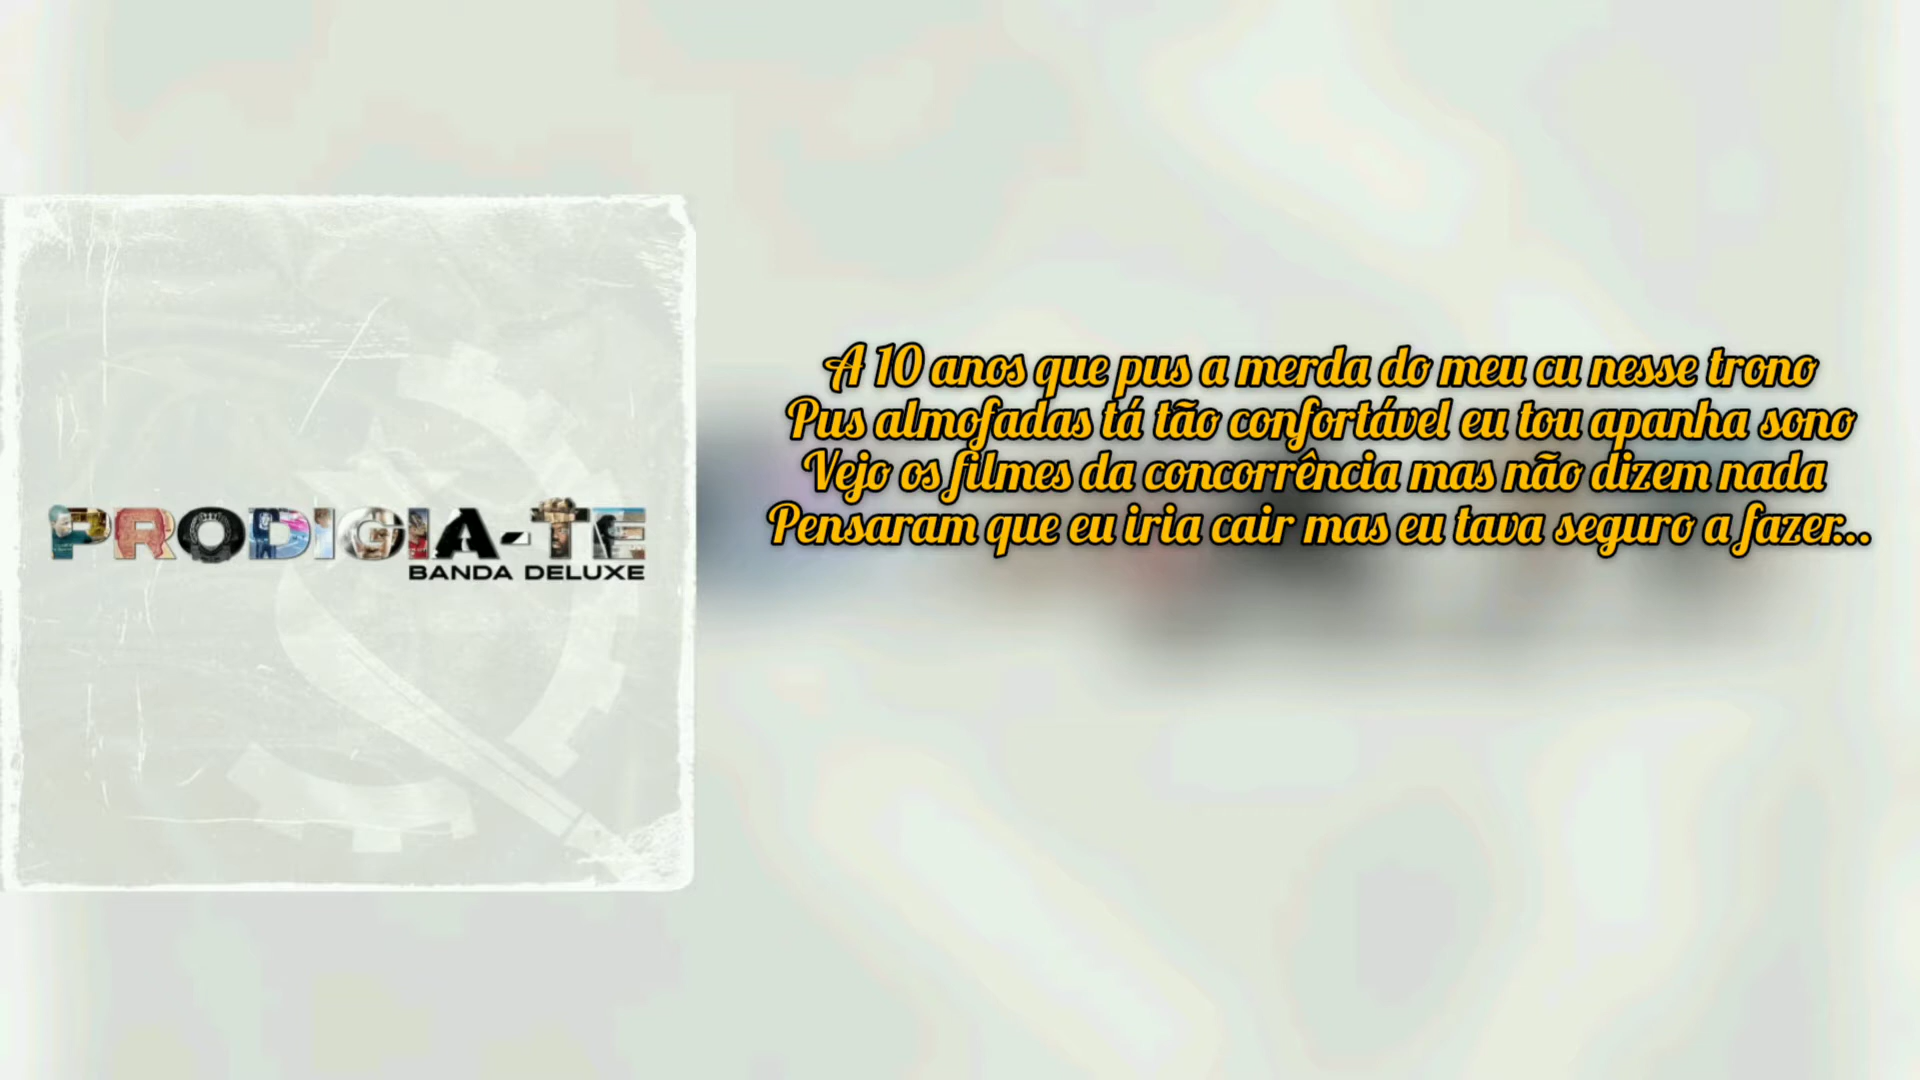 PRODIGIA-TE
BANDA DELUXE
A 10 anos que pus a merda do meu cu nesse trono
Pus almofadas tá tão confortável eu tou apanha sono
Vejo os filmes da concorrência mas não dizem nada
Pensaram que eu iria cair mas eu tava seguro a fazer...